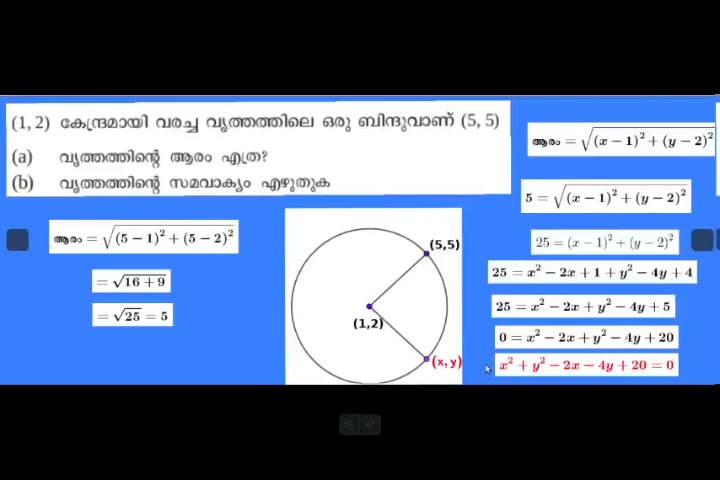 (1, 2) കേന്ദ്രമായി വരച്ച വൃത്തത്തിലെ ഒരു ബിന്ദുവാണ് (5, 5)
(a) വൃത്തത്തിന്റെ ആരം എത്ര?
(b) വൃത്തത്തിന്റെ സമവാക്യം എഴുതുക
ആരം = √(5 − 1)² + (5 − 2)²
= √16 + 9
= √25 = 5
(5,5)
(1,2)
(x, y)
ആരം = √(x − 1)² + (y − 2)²
5 = √(x − 1)² + (y − 2)²
25 = (x − 1)² + (y − 2)²
25 = x² − 2x + 1 + y² − 4y + 4
25 = x² − 2x + y² − 4y + 5
0 = x² − 2x + y² − 4y + 20
x² + y² − 2x − 4y + 20 = 0